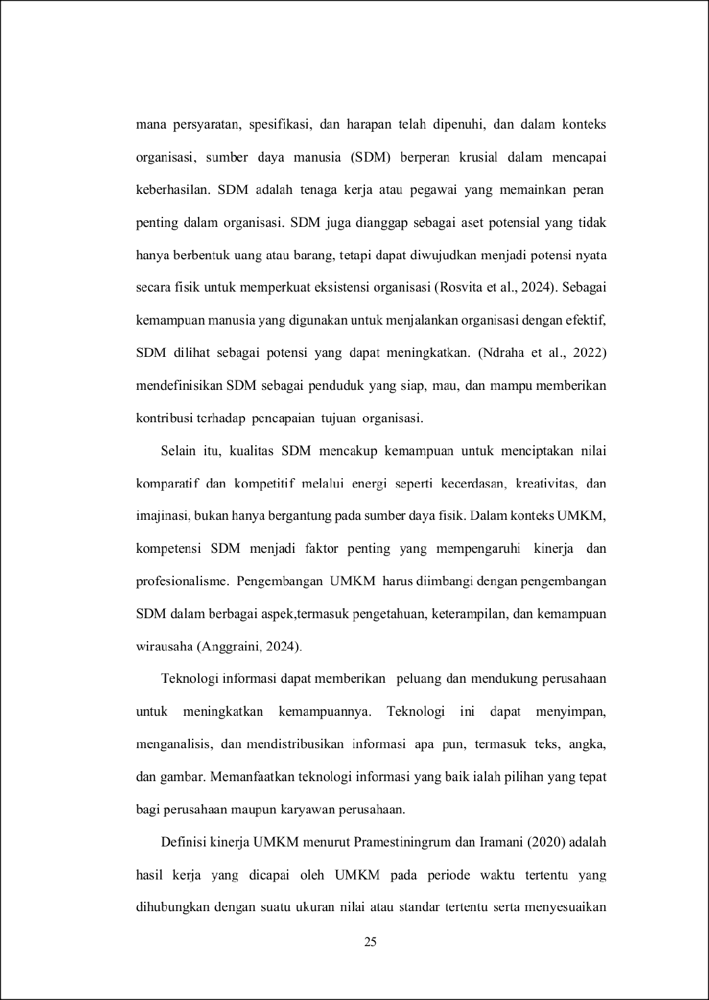 mana persyaratan, spesifikasi, dan harapan telah dipenuhi, dan dalam konteks
organisasi, sumber daya manusia (SDM) berperan krusial dalam mencapai
keberhasilan. SDM adalah tenaga kerja atau pegawai yang memainkan peran
penting dalam organisasi. SDM juga dianggap sebagai aset potensial yang tidak
hanya berbentuk uang atau barang, tetapi dapat diwujudkan menjadi potensi nyata
secara fisik untuk memperkuat eksistensi organisasi (Rosvita et al., 2024). Sebagai
kemampuan manusia yang digunakan untuk menjalankan organisasi dengan efektif,
SDM dilihat sebagai potensi yang dapat meningkatkan. (Ndraha et al., 2022)
mendefinisikan SDM sebagai penduduk yang siap, mau, dan mampu memberikan
kontribusi terhadap pencapaian tujuan organisasi.
Selain itu, kualitas SDM mencakup kemampuan untuk menciptakan nilai
komparatif dan kompetitif melalui energi seperti kecerdasan, kreativitas, dan
imajinasi, bukan hanya bergantung pada sumber daya fisik. Dalam konteks UMKM,
kompetensi SDM menjadi faktor penting yang mempengaruhi kinerja dan
profesionalisme. Pengembangan UMKM harus diimbangi dengan pengembangan
SDM dalam berbagai aspek,termasuk pengetahuan, keterampilan, dan kemampuan
wirausaha (Anggraini, 2024).
Teknologi informasi dapat memberikan peluang dan mendukung perusahaan
untuk meningkatkan kemampuannya. Teknologi ini dapat menyimpan,
menganalisis, dan mendistribusikan informasi apa pun, termasuk teks, angka,
dan gambar. Memanfaatkan teknologi informasi yang baik ialah pilihan yang tepat
bagi perusahaan maupun karyawan perusahaan.
Definisi kinerja UMKM menurut Pramestiningrum dan Iramani (2020) adalah
hasil kerja yang dicapai oleh UMKM pada periode waktu tertentu yang
dihubungkan dengan suatu ukuran nilai atau standar tertentu serta menyesuaikan
25